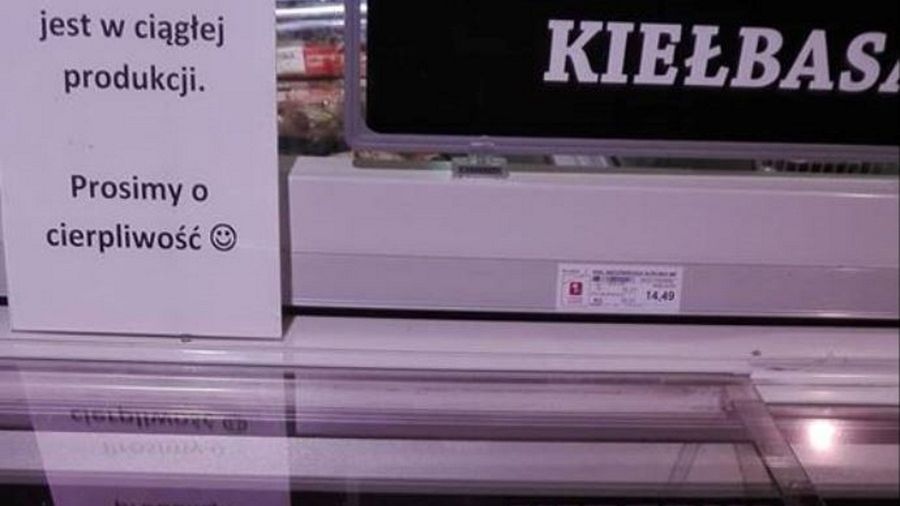 jest w ciągłej
produkcji.
Prosimy o
cierpliwość ☺
KIEŁBASA
14,49